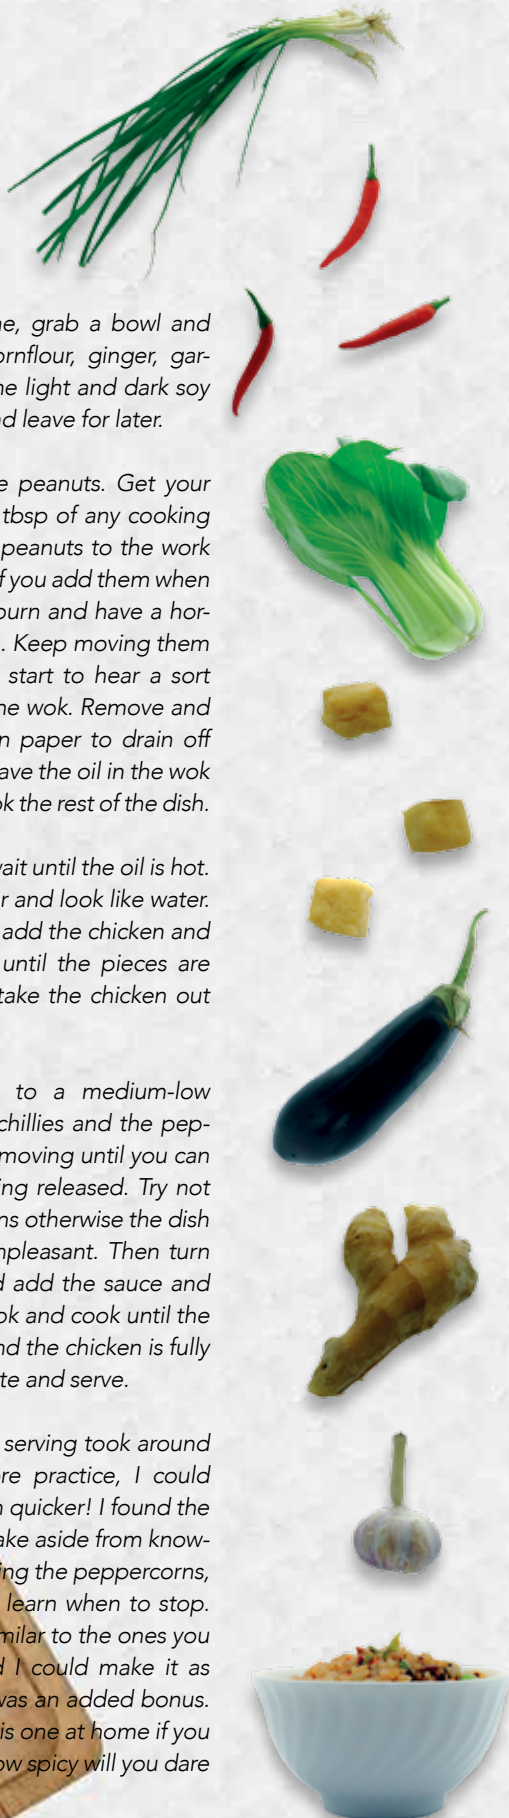 ne, grab a bowl and
ornflour, ginger, gar-
ne light and dark soy
nd leave for later.
e peanuts. Get your
tbsp of any cooking
peanuts to the work
f you add them when
burn and have a hor-
. Keep moving them
start to hear a sort
he wok. Remove and
n paper to drain off
ave the oil in the wok
ok the rest of the dish.
vait until the oil is hot.
r and look like water.
add the chicken and
until the pieces are
take the chicken out
to a medium-low
chillies and the pep-
moving until you can
ing released. Try not
ns otherwise the dish
npleasant. Then turn
d add the sauce and
ok and cook until the
nd the chicken is fully
te and serve.
serving took around
re practice, I could
n quicker! I found the
ake aside from know-
ing the peppercorns,
learn when to stop.
milar to the ones you
d I could make it as
was an added bonus.
is one at home if you
ow spicy will you dare